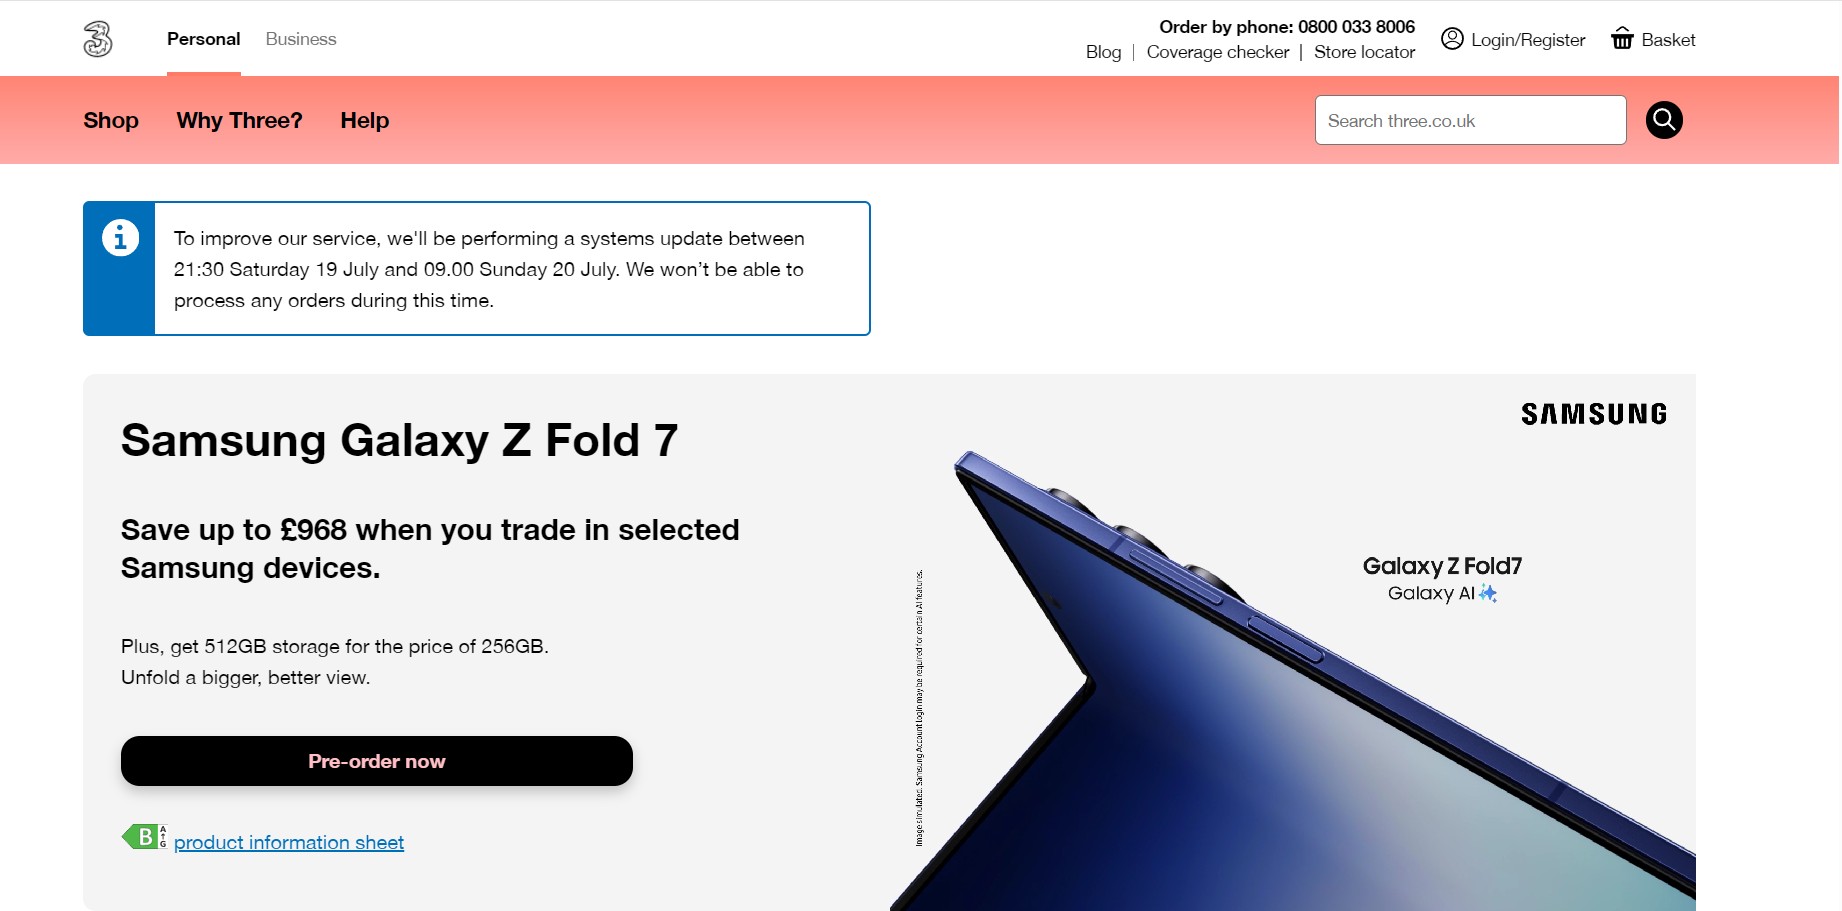 3
Personal
Business
Order by phone: 0800 033 8006
Blog | Coverage checker | Store locator
Login/Register
Basket
Shop
Why Three?
Help
Search three.co.uk
To improve our service, we'll be performing a systems update between
21:30 Saturday 19 July and 09.00 Sunday 20 July. We won’t be able to
process any orders during this time.
SAMSUNG
Samsung Galaxy Z Fold 7
Save up to £968 when you trade in selected
Samsung devices.
Galaxy Z Fold7
Galaxy AI
Plus, get 512GB storage for the price of 256GB.
Unfold a bigger, better view.
Image simulated. Samsung Account login may be required for certain AI features.
Pre-order now
B
A
G
product information sheet